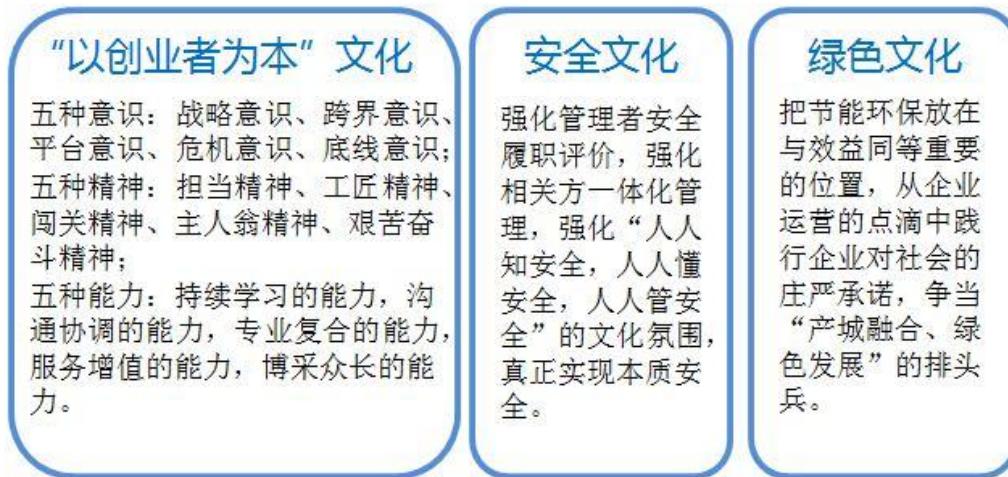 “以创业者为本”文化
五种意识：战略意识、跨界意识、
平台意识、危机意识、底线意识；
五种精神：担当精神、工匠精神、
闯关精神、主人翁精神、艰苦奋
斗精神；
五种能力：持续学习的能力，沟
通协调的能力，专业复合的能力，
服务增值的能力，博采众长的能
力。
安全文化
强化管理者安全
履职评价，强化
相关方一体化管
理，强化“人人
知安全，人人懂
安全，人人管安
全”的文化氛围，
真正实现本质安
全。
绿色文化
把节能环保放在
与效益同等重要
的位置，从企业
运营的点滴中践
行企业对社会的
庄严承诺，争当
“产城融合、绿
色发展”的排头
兵。